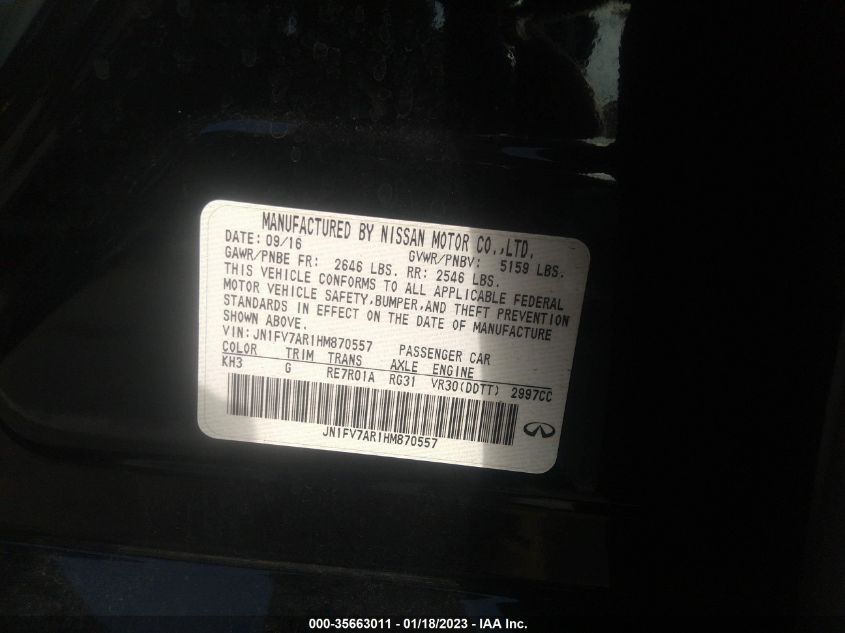 MANUFACTURED BY NISSAN MOTOR CO.,LTD.
DATE: 09/16 GVWR/PNBV: 5159 LBS.
GAWR/PNBE FR: 2646 LBS. RR: 2546 LBS.
THIS VEHICLE CONFORMS TO ALL APPLICABLE FEDERAL
MOTOR VEHICLE SAFETY,BUMPER,AND THEFT PREVENTION
STANDARDS IN EFFECT ON THE DATE OF MANUFACTURE
SHOWN ABOVE.
VIN: JN1FV7AR1HM870557 PASSENGER CAR
COLOR TRIM TRANS AXLE ENGINE
KH3 G RE7R01A RG31 VR30(DDTT) 2997CC
JN1FV7AR1HM870557
000-35663011 - 01/18/2023 - IAA Inc.